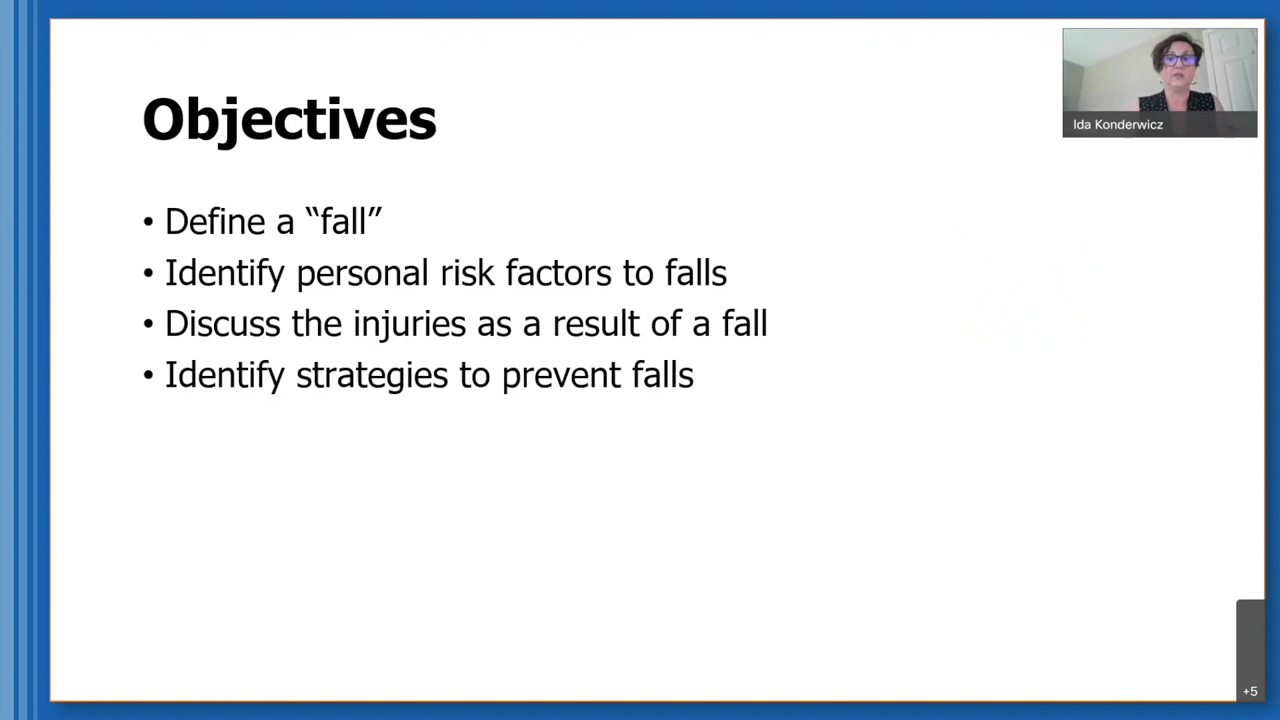 Objectives
• Define a “fall”
• Identify personal risk factors to falls
• Discuss the injuries as a result of a fall
• Identify strategies to prevent falls
Ida Konderwicz
+5